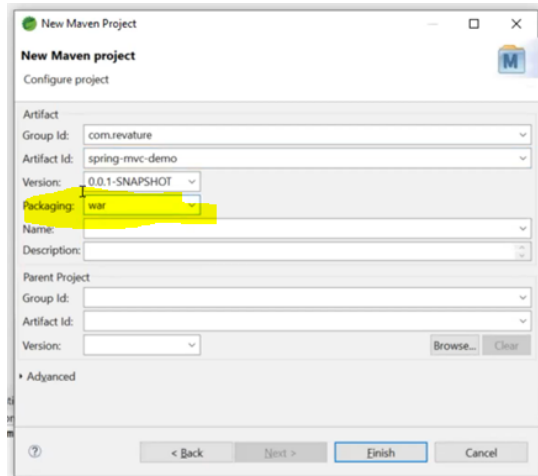 New Maven Project
New Maven project
M
Configure project
Artifact
Group Id: com.revature
Artifact Id: spring-mvc-demo
Version: 0.0.1-SNAPSHOT
Packaging: war
Name:
Description:
Parent Project
Group Id:
Artifact Id:
Version: Browse... Clear
Advanced
? < Back Next > Finish Cancel